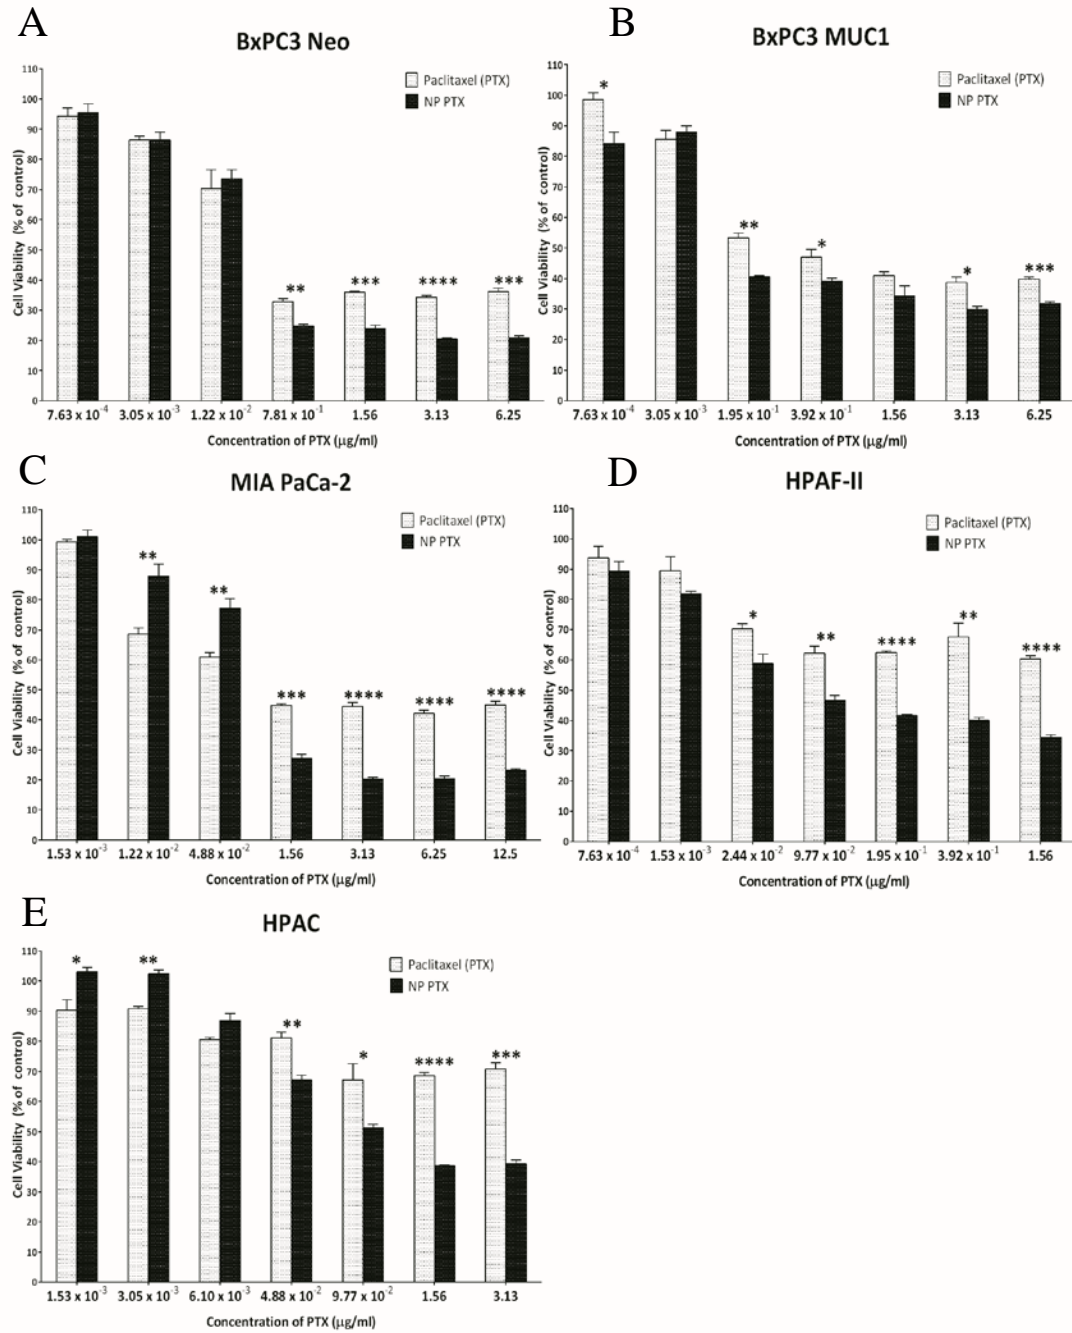 A
BxPC3 Neo
Paclitaxel (PTX)
NP PTX
Cell Viability (% of control)
110
100
90
80
70
60
50
40
30
20
10
0
**
***
****
***
7.63 x 10⁻⁴ 3.05 x 10⁻³ 1.22 x 10⁻² 7.81 x 10⁻¹ 1.56 3.13 6.25
Concentration of PTX (µg/ml)
B
BxPC3 MUC1
Paclitaxel (PTX)
NP PTX
Cell Viability (% of control)
110
100
90
80
70
60
50
40
30
20
10
0
*
**
*
*
***
7.63 x 10⁻⁴ 3.05 x 10⁻³ 1.95 x 10⁻¹ 3.92 x 10⁻¹ 1.56 3.13 6.25
Concentration of PTX (µg/ml)
C
MIA PaCa-2
Paclitaxel (PTX)
NP PTX
Cell Viability (% of control)
110
100
90
80
70
60
50
40
30
20
10
0
**
**
***
****
****
****
1.53 x 10⁻³ 1.22 x 10⁻² 4.88 x 10⁻² 1.56 3.13 6.25 12.5
Concentration of PTX (µg/ml)
D
HPAF-II
Paclitaxel (PTX)
NP PTX
Cell Viability (% of control)
110
100
90
80
70
60
50
40
30
20
10
0
*
**
****
**
****
7.63 x 10⁻⁴ 1.53 x 10⁻³ 2.44 x 10⁻² 9.77 x 10⁻² 1.95 x 10⁻¹ 3.92 x 10⁻¹ 1.56
Concentration of PTX (µg/ml)
E
HPAC
Paclitaxel (PTX)
NP PTX
Cell Viability (% of control)
110
100
90
80
70
60
50
40
30
20
10
0
*
**
**
*
****
***
1.53 x 10⁻³ 3.05 x 10⁻³ 6.10 x 10⁻³ 4.88 x 10⁻² 9.77 x 10⁻² 1.56 3.13
Concentration of PTX (µg/ml)